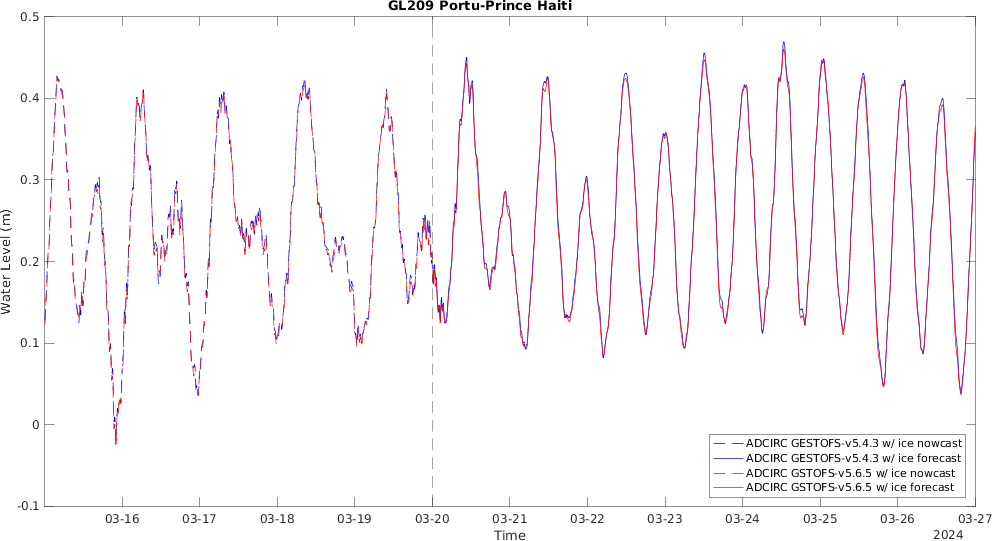 GL209 Portu-Prince Haiti
0.5
0.4
0.3
0.2
0.1
0
-0.1
Water Level (m)
ADCIRC GESTOFS-v5.4.3 w/ ice nowcast
ADCIRC GESTOFS-v5.4.3 w/ ice forecast
ADCIRC GSTOFS-v5.6.5 w/ ice nowcast
ADCIRC GSTOFS-v5.6.5 w/ ice forecast
03-16 03-17 03-18 03-19 03-20 03-21 03-22 03-23 03-24 03-25 03-26 03-27
Time
2024